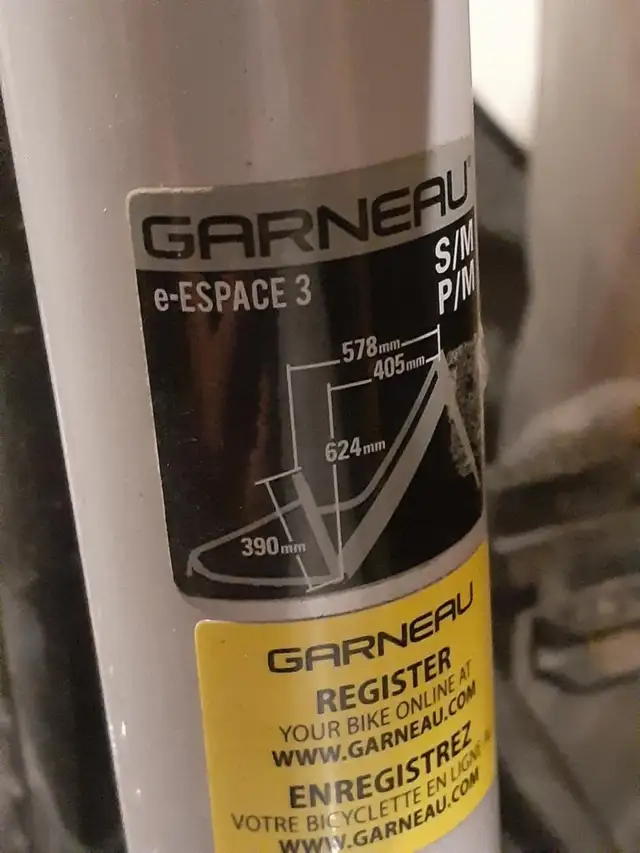 GARNEAU
e-ESPACE 3
S/M
P/M
578mm
405mm
624mm
390mm
GARNEAU
REGISTER
YOUR BIKE ONLINE AT
WWW.GARNEAU.COM
ENREGISTREZ
VOTRE BICYCLETTE EN LIGNE
WWW.GARNEAU.COM